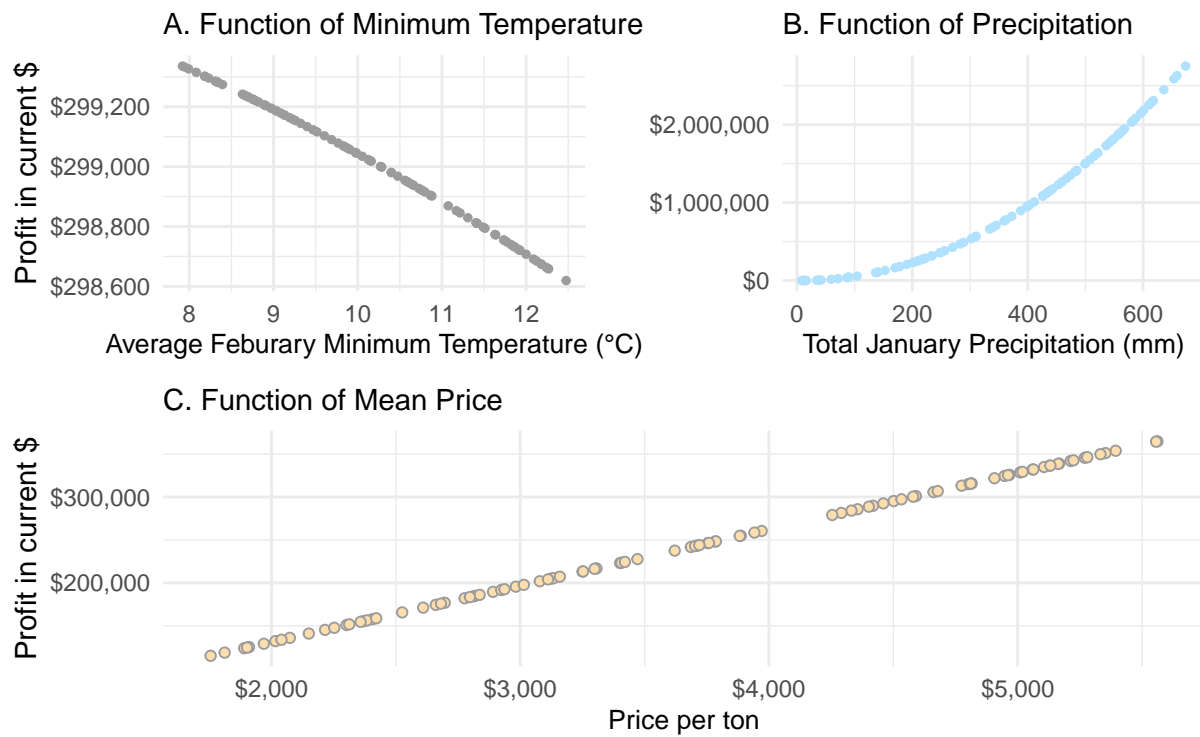 A. Function of Minimum Temperature
Profit in current $
$299,200
$299,000
$298,800
$298,600
8 9 10 11 12
Average Feburary Minimum Temperature (°C)
B. Function of Precipitation
$2,000,000
$1,000,000
$0
0 200 400 600
Total January Precipitation (mm)
C. Function of Mean Price
Profit in current $
$300,000
$200,000
$2,000 $3,000 $4,000 $5,000
Price per ton